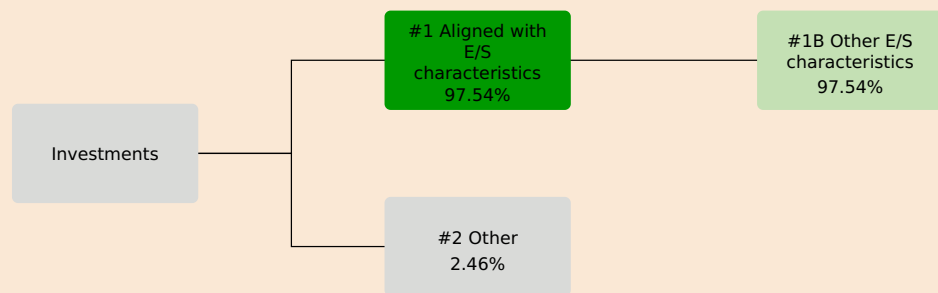 #1 Aligned with
E/S
characteristics
97.54%
#1B Other E/S
characteristics
97.54%
Investments
#2 Other
2.46%